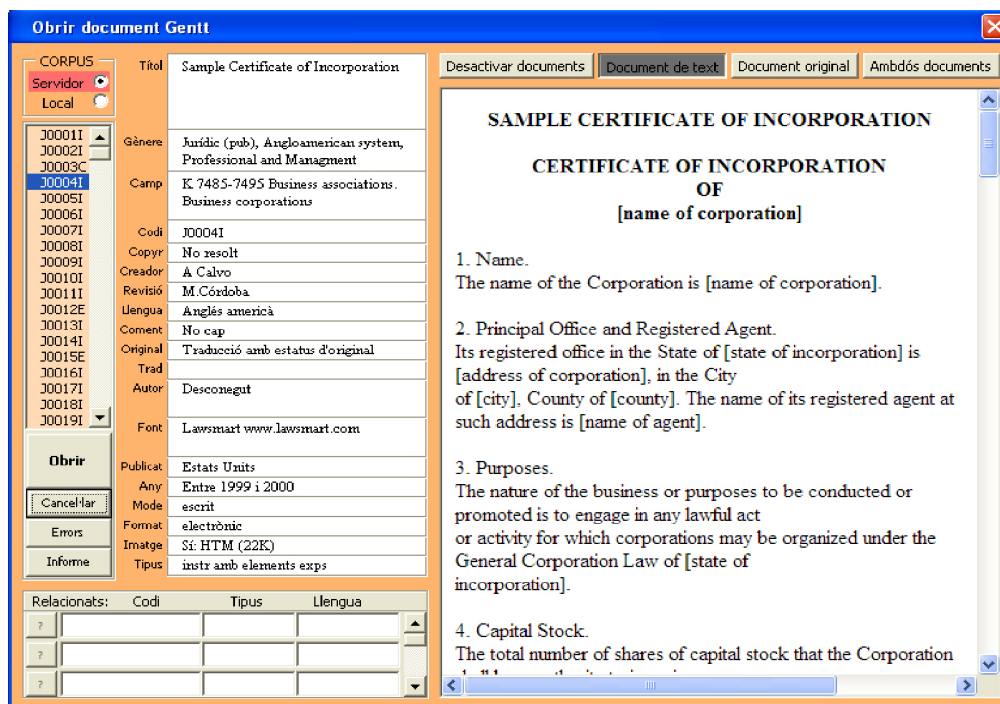 Obrir document Gentt
CORPUS
Servidor
Local
J0001I
J0002I
J0003C
J0004I
J0005I
J0006I
J0007I
J0008I
J0009I
J0010I
J0011I
J0012E
J0013I
J0014I
J0015E
J0016I
J0017I
J0018I
J0019I
Obrir
Cancel·lar
Errors
Informe
Títol Sample Certificate of Incorporation
Gènere Jurídic (pub), Angloamerican system,
Professional and Managment
Camp K 7485-7495 Business associations.
Business corporations
Codi J0004I
Copyr No resolt
Creador A Calvo
Revisió M.Córdoba
Llengua Anglés americà
Coment No cap
Original Traducció amb estatus d'original
Trad
Autor Desconegut
Font Lawsmart www.lawsmart.com
Publicat Estats Units
Any Entre 1999 i 2000
Mode escrit
Format electrònic
Imatge Sí: HTM (22K)
Tipus instr amb elements exps
Relacionats: Codi Tipus Llengua
?
?
?
Desactivar documents Document de text Document original Ambdós documents
SAMPLE CERTIFICATE OF INCORPORATION
CERTIFICATE OF INCORPORATION
OF
[name of corporation]
1. Name.
The name of the Corporation is [name of corporation].
2. Principal Office and Registered Agent.
Its registered office in the State of [state of incorporation] is
[address of corporation], in the City
of [city], County of [county]. The name of its registered agent at
such address is [name of agent].
3. Purposes.
The nature of the business or purposes to be conducted or
promoted is to engage in any lawful act
or activity for which corporations may be organized under the
General Corporation Law of [state of
incorporation].
4. Capital Stock.
The total number of shares of capital stock that the Corporation